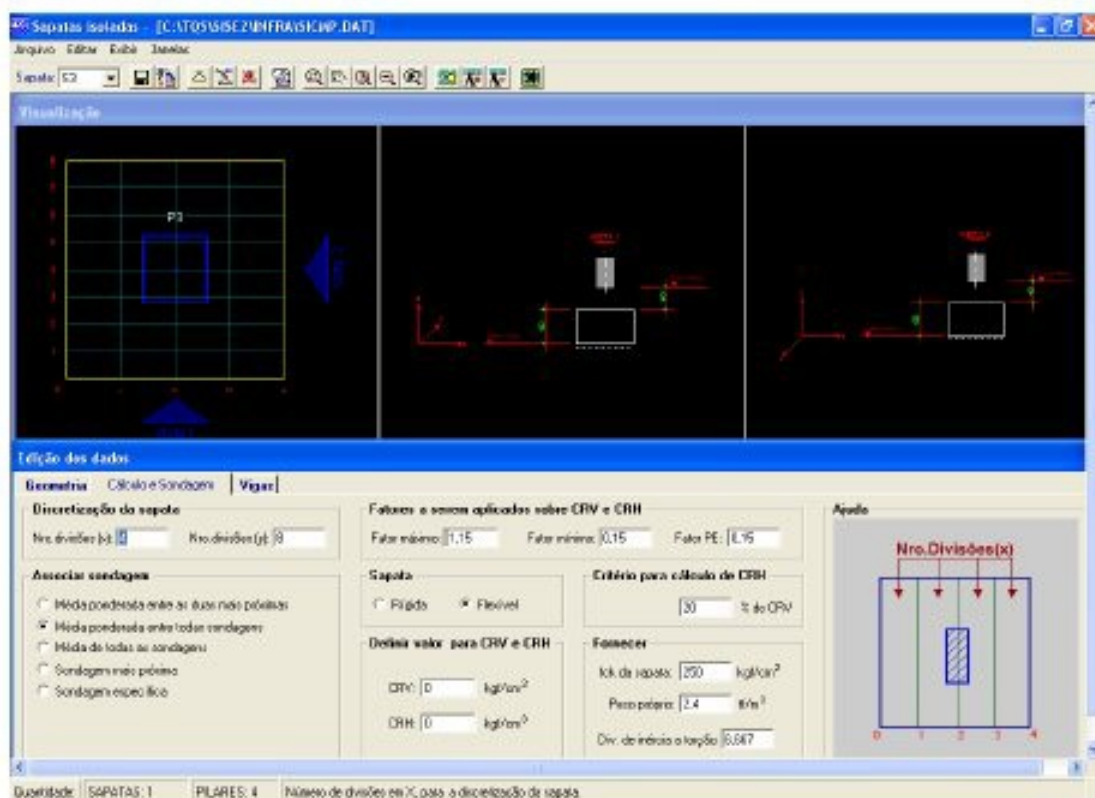 Sapatas isoladas - [C:\TQS\SISE2\INFRA\SICWP.DAT]
Arquivo Editar Exibir Janelas
Sapata:
Visualização
P3
Edição dos dados
Geometria Cálculo e Sondagem Vigas
Discretização da sapata
Nro. divisões (x): 4 Nro. divisões (y): 8
Associar sondagem
Média ponderada entre as duas mais próximas
Média ponderada entre todas sondagens
Média de todas as sondagens
Sondagem mais próxima
Sondagem específica
Fatores a serem aplicados sobre CRV e CRH
Fator máximo: 1,15 Fator mínimo: 0,15 Fator PE: 0,15
Sapata
Rígida Flexível
Definir valor para CRV e CRH
CRV: 0 kgf/cm³
CRH: 0 kgf/cm³
Critério para cálculo de CRH
20 % do CRV
Fornecer
fck da sapata: 250 kgf/cm²
Peso próprio: 2,4 tf/m³
Div. de inércia a torção: 6,667
Ajuda
Nro.Divisões(x)
0 1 2 3 4
Quantidade SAPATAS: 1 PILARES: 4 Número de divisões em X, para a discretização da sapata.